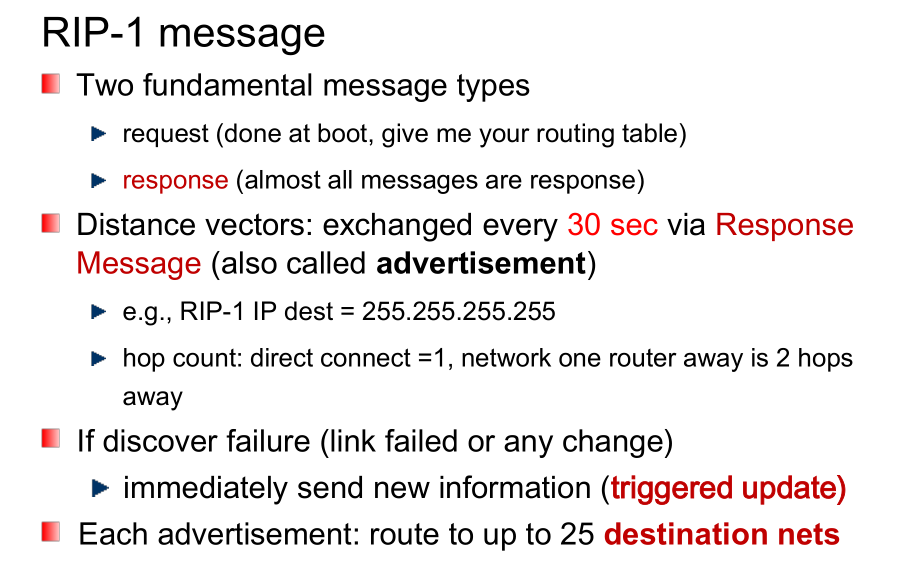 RIP-1 message
Two fundamental message types
request (done at boot, give me your routing table)
response (almost all messages are response)
Distance vectors: exchanged every 30 sec via Response
Message (also called advertisement)
e.g., RIP-1 IP dest = 255.255.255.255
hop count: direct connect =1, network one router away is 2 hops
away
If discover failure (link failed or any change)
immediately send new information (triggered update)
Each advertisement: route to up to 25 destination nets